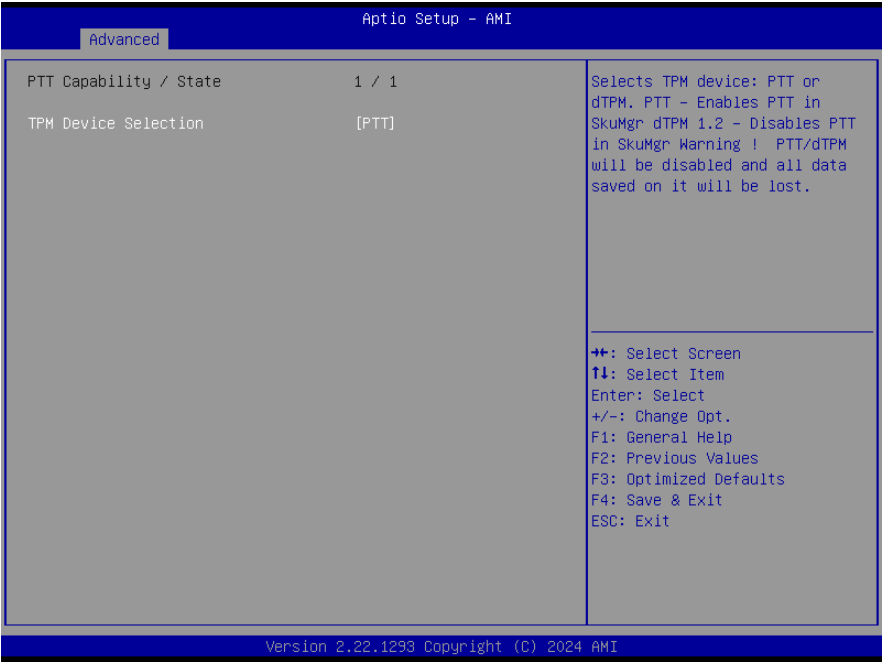 Aptio Setup – AMI
Advanced
PTT Capability / State 1 / 1
TPM Device Selection [PTT]
Selects TPM device: PTT or
dTPM. PTT – Enables PTT in
SkuMgr dTPM 1.2 – Disables PTT
in SkuMgr Warning ! PTT/dTPM
will be disabled and all data
saved on it will be lost.
→←: Select Screen
↑↓: Select Item
Enter: Select
+/–: Change Opt.
F1: General Help
F2: Previous Values
F3: Optimized Defaults
F4: Save & Exit
ESC: Exit
Version 2.22.1293 Copyright (C) 2024 AMI